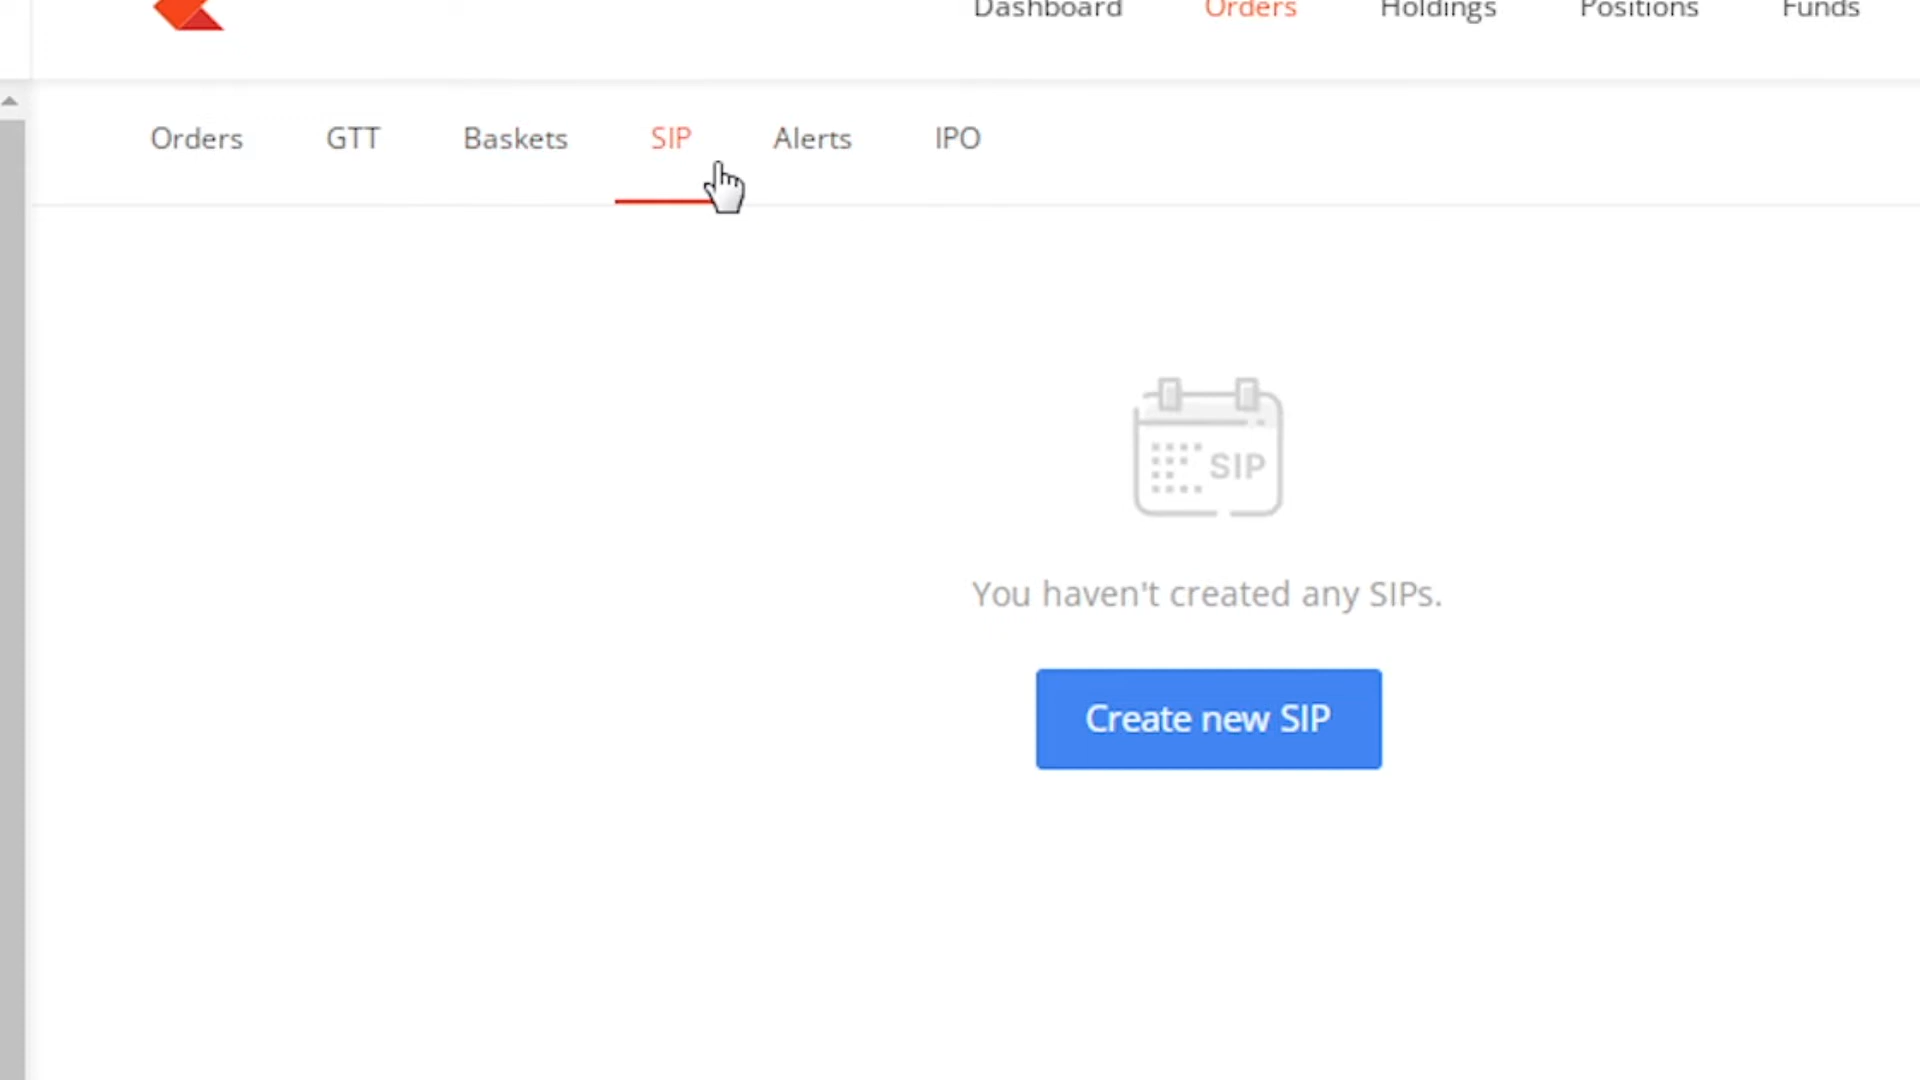 Dashboard Orders Holdings Positions Funds
Orders GTT Baskets SIP Alerts IPO
SIP
You haven't created any SIPs.
Create new SIP